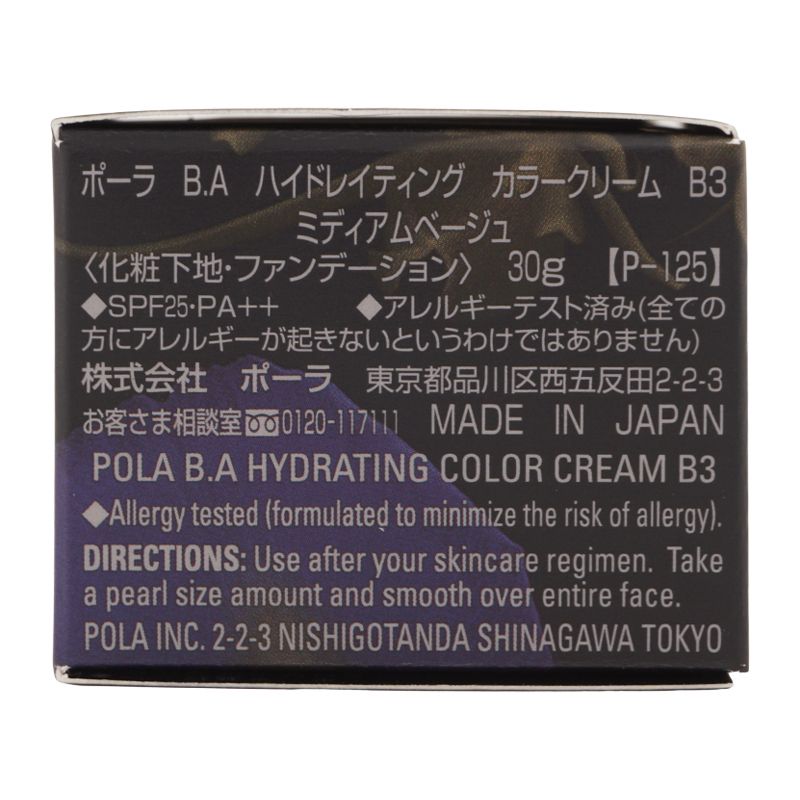 ポーラ B.A ハイドレイティング カラークリーム B3
ミディアムベージュ
〈化粧下地・ファンデーション〉 30g 【P-125】
◆SPF25・PA++ ◆アレルギーテスト済み(全ての
方にアレルギーが起きないというわけではありません)
株式会社 ポーラ 東京都品川区西五反田2-2-3
お客さま相談室 0120-117111 MADE IN JAPAN
POLA B.A HYDRATING COLOR CREAM B3
◆Allergy tested (formulated to minimize the risk of allergy).
DIRECTIONS: Use after your skincare regimen. Take
a pearl size amount and smooth over entire face.
POLA INC. 2-2-3 NISHIGOTANDA SHINAGAWA TOKYO